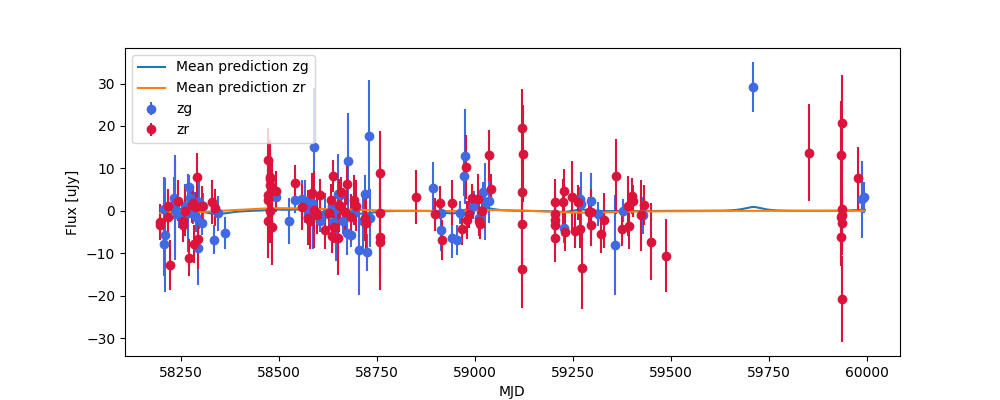 Mean prediction zg
Mean prediction zr
zg
zr
Flux [uJy]
30
20
10
0
−10
−20
−30
58250
58500
58750
59000
59250
59500
59750
60000
MJD